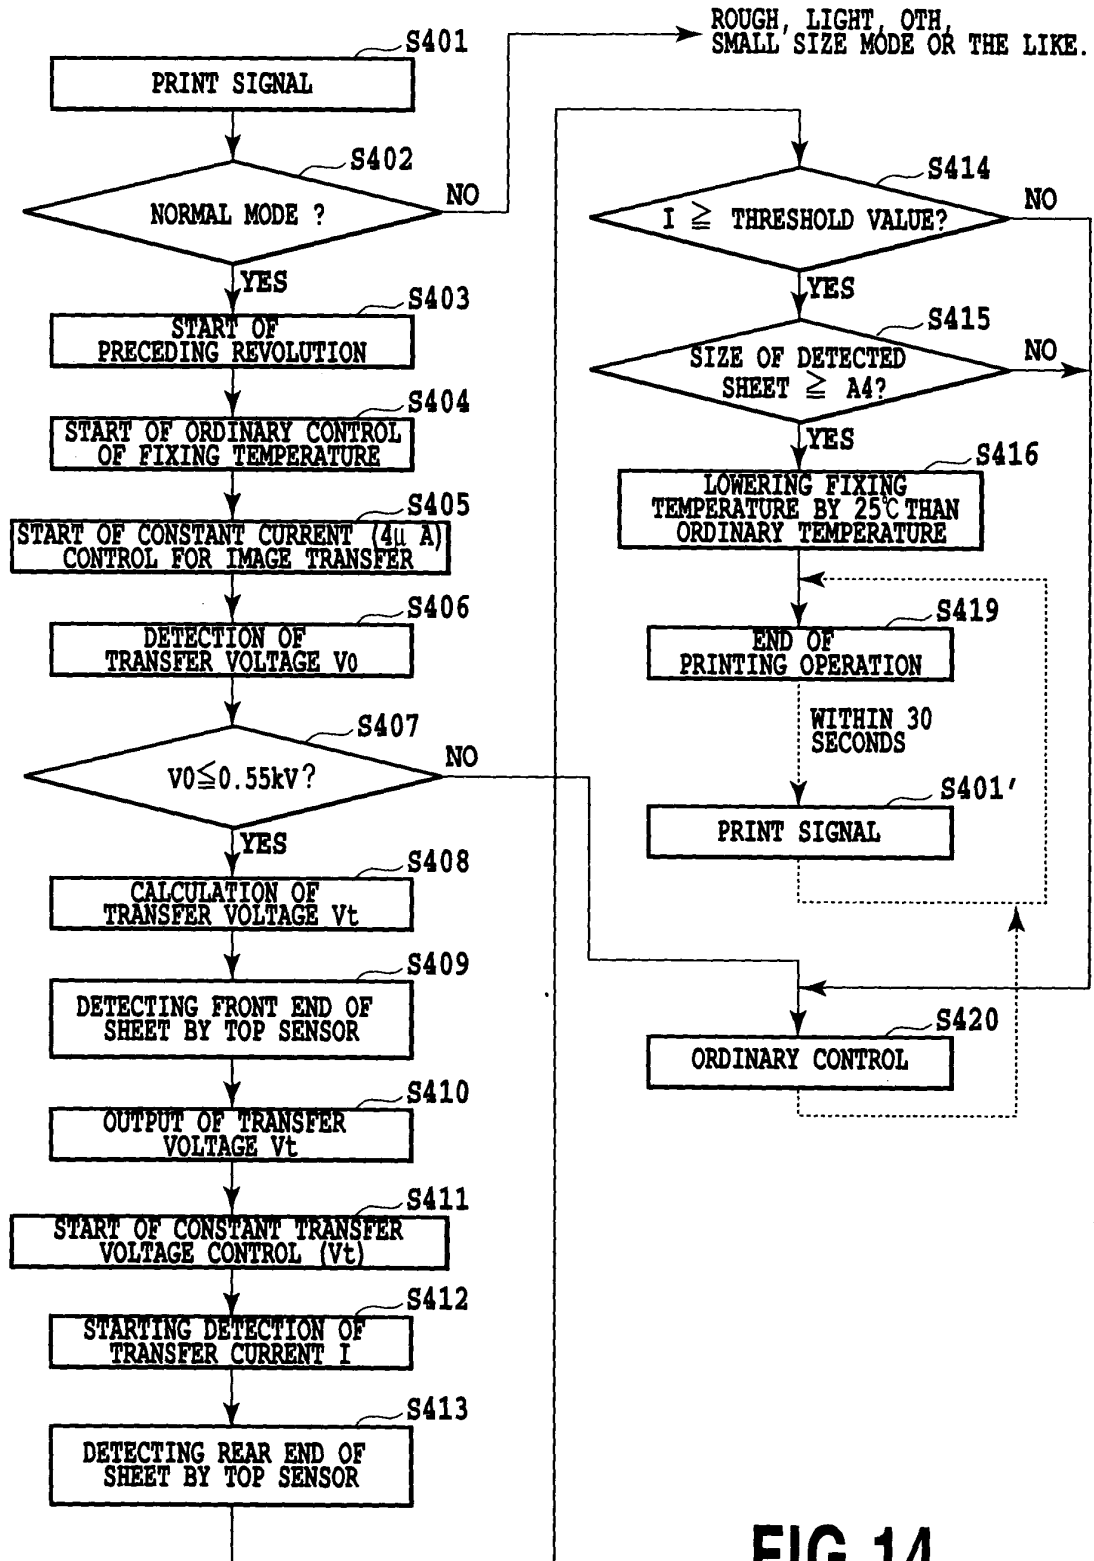 S401
PRINT SIGNAL
S402
NORMAL MODE ?
NO
ROUGH, LIGHT, OTH,
SMALL SIZE MODE OR THE LIKE.
YES
S403
START OF
PRECEDING REVOLUTION
S404
START OF ORDINARY CONTROL
OF FIXING TEMPERATURE
S405
START OF CONSTANT CURRENT (4μ A)
CONTROL FOR IMAGE TRANSFER
S406
DETECTION OF
TRANSFER VOLTAGE V0
S407
V0≦0.55kV?
NO
YES
S408
CALCULATION OF
TRANSFER VOLTAGE Vt
S409
DETECTING FRONT END OF
SHEET BY TOP SENSOR
S410
OUTPUT OF TRANSFER
VOLTAGE Vt
S411
START OF CONSTANT TRANSFER
VOLTAGE CONTROL (Vt)
S412
STARTING DETECTION OF
TRANSFER CURRENT I
S413
DETECTING REAR END OF
SHEET BY TOP SENSOR
S414
I ≧ THRESHOLD VALUE?
NO
YES
S415
SIZE OF DETECTED
SHEET ≧ A4?
NO
YES
S416
LOWERING FIXING
TEMPERATURE BY 25℃ THAN
ORDINARY TEMPERATURE
S419
END OF
PRINTING OPERATION
WITHIN 30
SECONDS
S401'
PRINT SIGNAL
S420
ORDINARY CONTROL
FIG.14